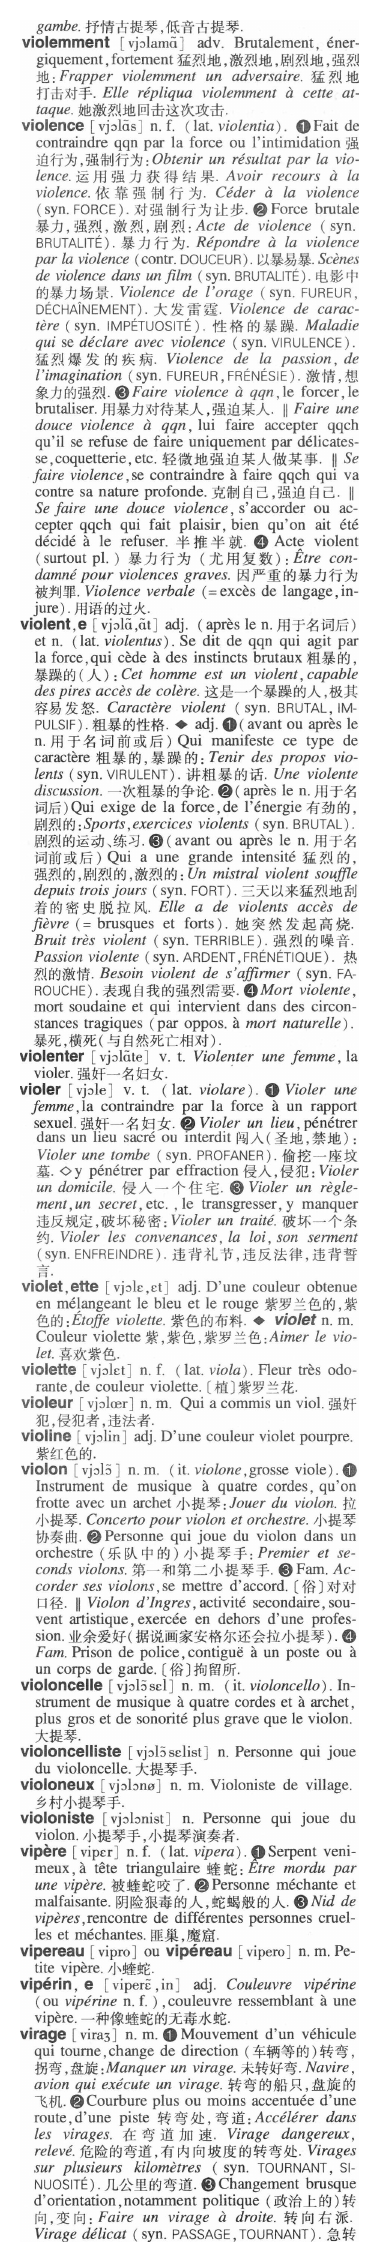 gambe. 抒情古提琴,低音古提琴.
violemment [vjɔlamɑ̃] adv. Brutalement, éner-
giquement,fortement 猛烈地,激烈地,剧烈地,强烈
地: Frapper violemment un adversaire. 猛烈地
打击对手. Elle répliqua violemment à cette at-
taque. 她激烈地回击这次攻击.
violence [vjɔlɑ̃s] n. f. (lat. violentia). ❶Fait de
contraindre qqn par la force ou l'intimidation 强
迫行为,强制行为: Obtenir un résultat par la vio-
lence. 运用强力获得结果. Avoir recours à la
violence. 依靠强制行为. Céder à la violence
(syn. FORCE). 对强制行为让步. ❷Force brutale
暴力,强烈,激烈,剧烈: Acte de violence (syn.
BRUTALITÉ). 暴力行为. Répondre à la violence
par la violence (contr. DOUCEUR). 以暴易暴. Scènes
de violence dans un film (syn. BRUTALITÉ). 电影中
的暴力场景. Violence de l'orage (syn. FUREUR,
DÉCHAÎNEMENT). 大发雷霆. Violence de carac-
tère (syn. IMPÉTUOSITÉ). 性格的暴躁. Maladie
qui se déclare avec violence (syn. VIRULENCE).
猛烈爆发的疾病. Violence de la passion, de
l'imagination (syn. FUREUR,FRÉNÉSIE). 激情,想
象力的强烈. ❸Faire violence à qqn,le forcer,le
brutaliser. 用暴力对待某人,强迫某人. ‖ Faire une
douce violence à qqn, lui faire accepter qqch
qu'il se refuse de faire uniquement par délicates-
se,coquetterie,etc. 轻微地强迫某人做某事. ‖ Se
faire violence,se contraindre à faire qqch qui va
contre sa nature profonde. 克制自己,强迫自己. ‖
Se faire une douce violence, s'accorder ou ac-
cepter qqch qui fait plaisir, bien qu'on ait été
décidé à le refuser. 半推半就. ❹ Acte violent
(surtout pl.) 暴力行为 (尤用复数): Être con-
damné pour violences graves. 因严重的暴力行为
被判罪. Violence verbale (=excès de langage,in-
jure). 用语的过火.
violent,e [vjɔlɑ̃,ɑ̃t] adj. (après le n. 用于名词后)
et n. (lat. violentus). Se dit de qqn qui agit par
la force,qui cède à des instincts brutaux 粗暴的,
暴躁的(人): Cet homme est un violent,capable
des pires accès de colère. 这是一个暴躁的人,极其
容易发怒. Caractère violent (syn. BRUTAL, IM-
PULSIF). 粗暴的性格. ◆ adj. ❶(avant ou après le
n. 用于名词前或后) Qui manifeste ce type de
caractère 粗暴的,暴躁的: Tenir des propos vio-
lents (syn. VIRULENT). 讲粗暴的话. Une violente
discussion. 一次粗暴的争论. ❷(après le n. 用于名
词后)Qui exige de la force,de l'énergie 有劲的,
剧烈的:Sports,exercices violents (syn. BRUTAL).
剧烈的运动、练习. ❸(avant ou après le n. 用于名
词前或后) Qui a une grande intensité 猛烈的,
强烈的,剧烈的,激烈的: Un mistral violent souffle
depuis trois jours (syn. FORT). 三天以来猛烈地刮
着的密史脱拉风. Elle a de violents accès de
fièvre (= brusques et forts). 她突然发起高烧.
Bruit très violent (syn. TERRIBLE). 强烈的噪音.
Passion violente (syn. ARDENT,FRÉNÉTIQUE). 热
烈的激情. Besoin violent de s'affirmer (syn. FA-
ROUCHE). 表现自我的强烈需要. ❹Mort violente,
mort soudaine et qui intervient dans des circon-
stances tragiques (par oppos. à mort naturelle).
暴死,横死(与自然死亡相对).
violenter [vjɔlɑ̃te] v. t. Violenter une femme, la
violer. 强奸一名妇女.
violer [vjɔle] v. t. (lat. violare). ❶ Violer une
femme,la contraindre par la force à un rapport
sexuel. 强奸一名妇女. ❷ Violer un lieu, pénétrer
dans un lieu sacré ou interdit 闯入(圣地,禁地):
Violer une tombe (syn. PROFANER). 偷挖一座坟
墓. ◇y pénétrer par effraction 侵入,侵犯: Violer
un domicile. 侵入一个住宅. ❸ Violer un règle-
ment,un secret,etc. , le transgresser, y manquer
违反规定,破坏秘密: Violer un traité. 破坏一个条
约. Violer les convenances, la loi, son serment
(syn. ENFREINDRE). 违背礼节,违反法律,违背誓
言.
violet,ette [vjɔlɛ,ɛt] adj. D'une couleur obtenue
en mélangeant le bleu et le rouge 紫罗兰色的,紫
色的: Étoffe violette. 紫色的布料. ◆ violet n. m.
Couleur violette 紫,紫色,紫罗兰色: Aimer le vio-
let. 喜欢紫色.
violette [vjɔlɛt] n. f. (lat. viola). Fleur très odo-
rante,de couleur violette. 〔植〕紫罗兰花.
violeur [vjɔlœr] n. m. Qui a commis un viol. 强奸
犯,侵犯者,违法者.
violine [vjɔlin] adj. D'une couleur violet pourpre.
紫红色的.
violon [vjɔlɔ̃] n. m. (it. violone,grosse viole). ❶
Instrument de musique à quatre cordes, qu'on
frotte avec un archet 小提琴: Jouer du violon. 拉
小提琴. Concerto pour violon et orchestre. 小提琴
协奏曲. ❷ Personne qui joue du violon dans un
orchestre (乐队中的) 小提琴手: Premier et se-
conds violons. 第一和第二小提琴手. ❸ Fam. Ac-
corder ses violons,se mettre d'accord. 〔俗〕对对
口径. ‖ Violon d'Ingres, activité secondaire, sou-
vent artistique, exercée en dehors d'une profes-
sion. 业余爱好(据说画家安格尔还会拉小提琴). ❹
Fam. Prison de police, contiguë à un poste ou à
un corps de garde. 〔俗〕拘留所.
violoncelle [vjɔlɔ̃sɛl] n. m. (it. violoncello). In-
strument de musique à quatre cordes et à archet,
plus gros et de sonorité plus grave que le violon.
大提琴.
violoncelliste [vjɔlɔ̃sɛlist] n. Personne qui joue
du violoncelle. 大提琴手.
violoneux [vjɔlɔnø] n. m. Violoniste de village.
乡村小提琴手.
violoniste [vjɔlɔnist] n. Personne qui joue du
violon. 小提琴手,小提琴演奏者.
vipère [vipɛr] n. f. (lat. vipera). ❶Serpent veni-
meux, à tête triangulaire 蝰蛇: Être mordu par
une vipère. 被蝰蛇咬了. ❷Personne méchante et
malfaisante. 阴险狠毒的人,蛇蝎般的人. ❸ Nid de
vipères,rencontre de différentes personnes cruel-
les et méchantes. 匪巢,魔窟.
vipereau [vipro] ou vipéreau [vipero] n. m. Pe-
tite vipère. 小蝰蛇.
vipérin, e [viperɛ̃,in] adj. Couleuvre vipérine
(ou vipérine n. f.),couleuvre ressemblant à une
vipère. 一种像蝰蛇的无毒水蛇.
virage [viraʒ] n. m. ❶ Mouvement d'un véhicule
qui tourne,change de direction (车辆等的)转弯,
拐弯,盘旋: Manquer un virage. 未转好弯. Navire,
avion qui exécute un virage. 转弯的船只,盘旋的
飞机. ❷Courbure plus ou moins accentuée d'une
route,d'une piste 转弯处,弯道: Accélérer dans
les virages. 在弯道加速. Virage dangereux,
relevé. 危险的弯道,有内向坡度的转弯处. Virages
sur plusieurs kilomètres (syn. TOURNANT, SI-
NUOSITÉ). 几公里的弯道. ❸Changement brusque
d'orientation,notamment politique (政治上的)转
向,变向: Faire un virage à droite. 转向右派.
Virage délicat (syn. PASSAGE,TOURNANT). 急转